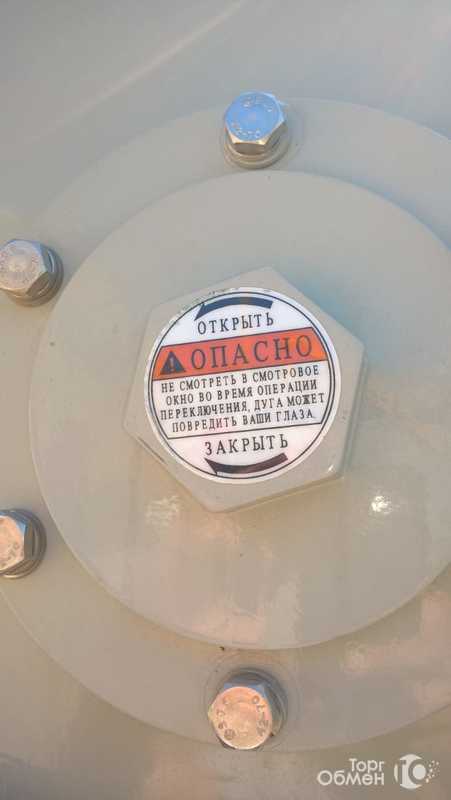 ОТКРЫТЬ
ОПАСНО
НЕ СМОТРЕТЬ В СМОТРОВОЕ
ОКНО ВО ВРЕМЯ ОПЕРАЦИИ
ПЕРЕКЛЮЧЕНИЯ, ДУГА МОЖЕТ
ПОВРЕДИТЬ ВАШИ ГЛАЗА.
ЗАКРЫТЬ
Торг
Обмен